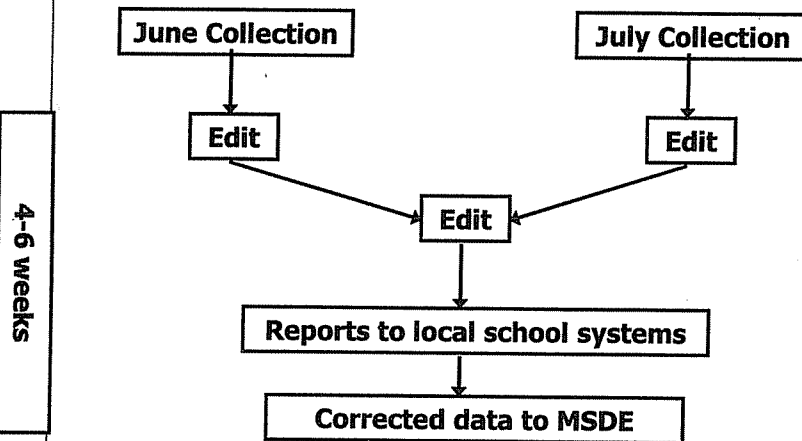 June Collection
July Collection
Edit
Edit
Edit
4-6 weeks
Reports to local school systems
Corrected data to MSDE